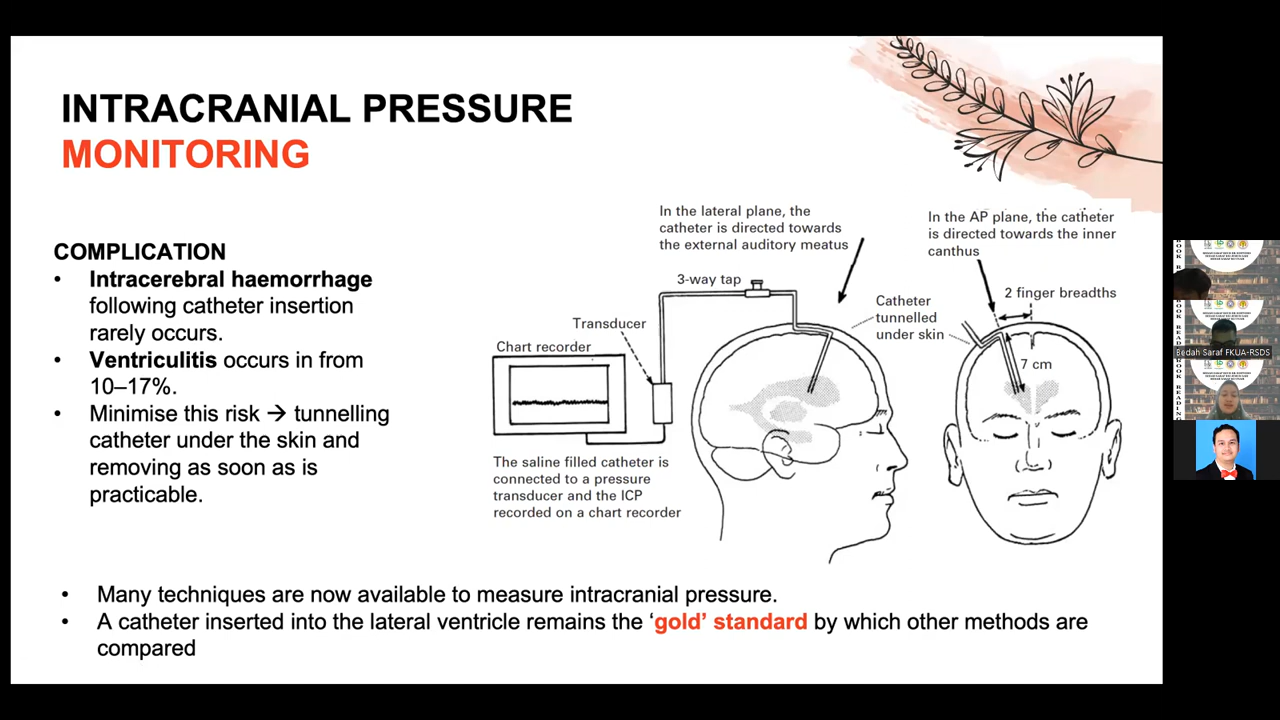 INTRACRANIAL PRESSURE
MONITORING
COMPLICATION
• Intracerebral haemorrhage
following catheter insertion
rarely occurs.
• Ventriculitis occurs in from
10–17%.
• Minimise this risk → tunnelling
catheter under the skin and
removing as soon as is
practicable.
In the lateral plane, the
catheter is directed towards
the external auditory meatus
In the AP plane, the catheter
is directed towards the inner
canthus
3-way tap
2 finger breadths
Catheter
tunnelled
under skin
Transducer
Chart recorder
7 cm
The saline filled catheter is
connected to a pressure
transducer and the ICP
recorded on a chart recorder
• Many techniques are now available to measure intracranial pressure.
• A catheter inserted into the lateral ventricle remains the ‘gold’ standard by which other methods are
compared
Bedah Saraf FKUA-RSDS